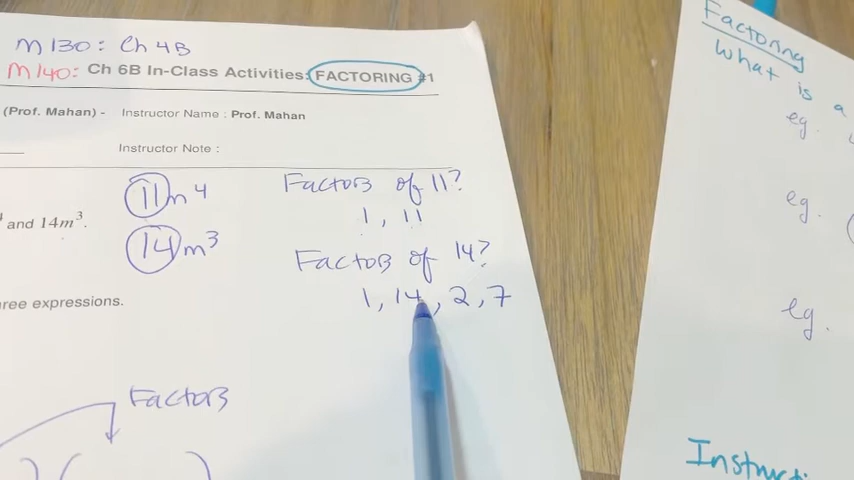 M130: Ch 4B
M140: Ch 6B In-Class Activities: FACTORING #1
(Prof. Mahan) - Instructor Name : Prof. Mahan
Instructor Note :
11m⁴
and 14m³.
14m³
Factors of 11?
1, 11
Factors of 14?
1, 14, 2, 7
expressions.
Factors
) ( )
Factoring
What is a
eg.
eg.
eg.